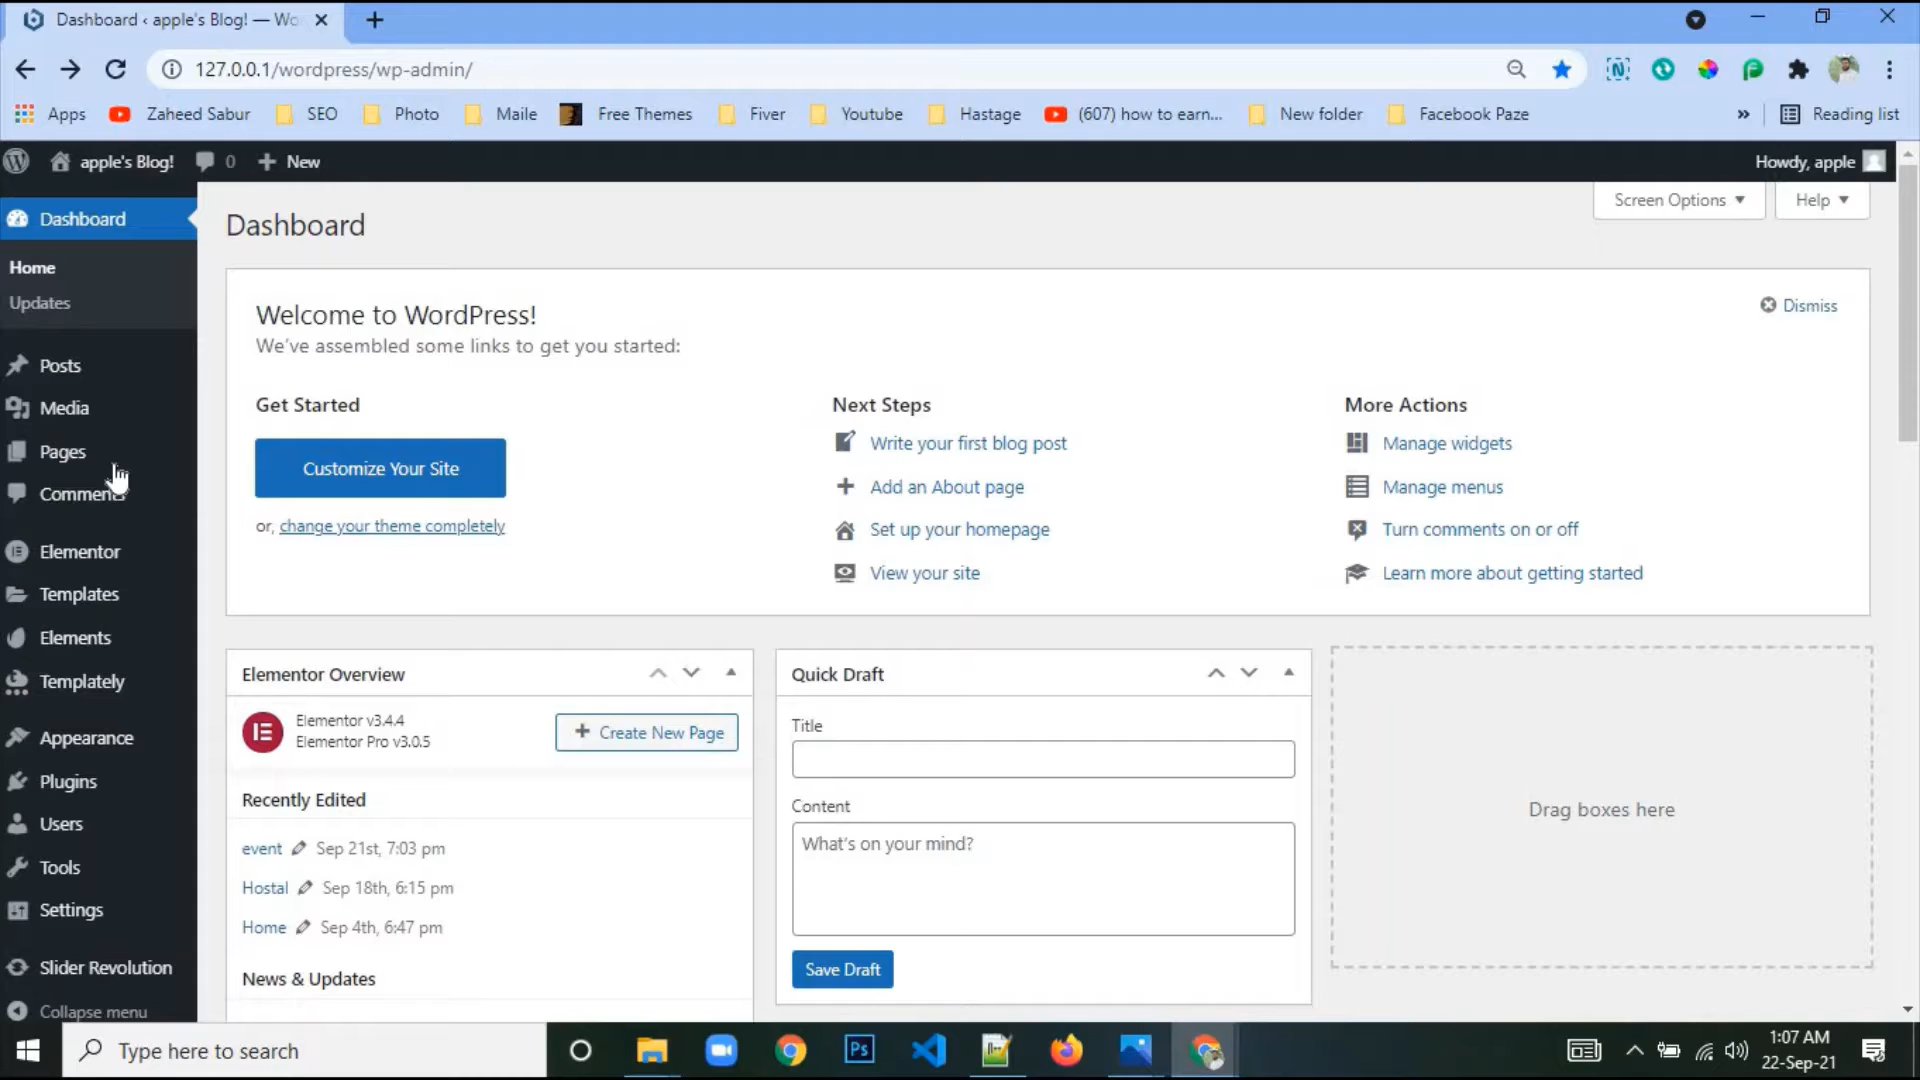 Dashboard ‹ apple's Blog! — Wo
127.0.0.1/wordpress/wp-admin/
Apps
Zaheed Sabur
SEO
Photo
Maile
Free Themes
Fiver
Youtube
Hastage
(607) how to earn...
New folder
Facebook Paze
»
Reading list
apple's Blog!
0
New
Howdy, apple
Dashboard
Home
Updates
Posts
Media
Pages
Comments
Elementor
Templates
Elements
Templately
Appearance
Plugins
Users
Tools
Settings
Slider Revolution
Collapse menu
Dashboard
Screen Options
Help
Welcome to WordPress!
We've assembled some links to get you started:
Dismiss
Get Started
Customize Your Site
or, change your theme completely
Next Steps
Write your first blog post
Add an About page
Set up your homepage
View your site
More Actions
Manage widgets
Manage menus
Turn comments on or off
Learn more about getting started
Elementor Overview
Elementor v3.4.4
Elementor Pro v3.0.5
Create New Page
Recently Edited
event Sep 21st, 7:03 pm
Hostal Sep 18th, 6:15 pm
Home Sep 4th, 6:47 pm
News & Updates
Quick Draft
Title
Content
What's on your mind?
Save Draft
Drag boxes here
Type here to search
Ps
1:07 AM
22-Sep-21